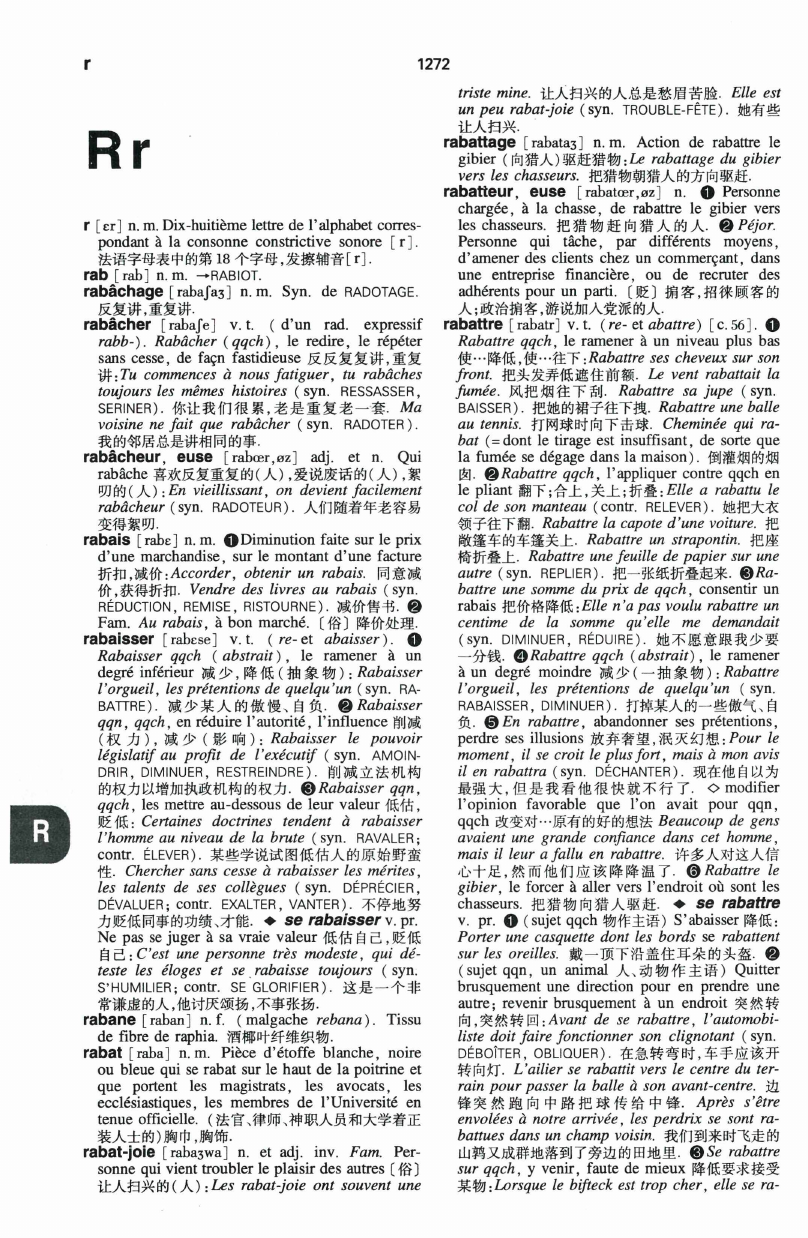 r
1272
Rr
r [ɛr] n. m. Dix-huitième lettre de l'alphabet corres-
pondant à la consonne constrictive sonore [r].
法语字母表中的第 18 个字母,发擦辅音[r].
rab [rab] n. m. →RABIOT.
rabâchage [rabaʃaʒ] n. m. Syn. de RADOTAGE.
反复讲,重复讲.
rabâcher [rabaʃe] v. t. (d'un rad. expressif
rabb-). Rabâcher (qqch), le redire, le répéter
sans cesse, de façn fastidieuse 反反复复讲,重复
讲:Tu commences à nous fatiguer, tu rabâches
toujours les mêmes histoires (syn. RESSASSER,
SERINER). 你让我们很累,老是重复老一套. Ma
voisine ne fait que rabâcher (syn. RADOTER).
我的邻居总是讲相同的事.
rabâcheur, euse [rabœr,øz] adj. et n. Qui
rabâche 喜欢反复重复的(人),爱说废话的(人),絮
叨的(人):En vieillissant, on devient facilement
rabâcheur (syn. RADOTEUR). 人们随着年老容易
变得絮叨.
rabais [rabɛ] n. m. ❶Diminution faite sur le prix
d'une marchandise, sur le montant d'une facture
折扣,减价:Accorder, obtenir un rabais. 同意减
价,获得折扣. Vendre des livres au rabais (syn.
RÉDUCTION, REMISE, RISTOURNE). 减价售书. ❷
Fam. Au rabais, à bon marché.〔俗〕降价处理.
rabaisser [rabɛse] v. t. (re- et abaisser). ❶
Rabaisser qqch (abstrait), le ramener à un
degré inférieur 减少,降低(抽象物): Rabaisser
l'orgueil, les prétentions de quelqu'un (syn. RA-
BATTRE). 减少某人的傲慢、自负. ❷ Rabaisser
qqn, qqch, en réduire l'autorité, l'influence 削减
(权力),减少(影响): Rabaisser le pouvoir
législatif au profit de l'exécutif (syn. AMOIN-
DRIR, DIMINUER, RESTREINDRE). 削减立法机构
的权力以增加执政机构的权力. ❸Rabaisser qqn,
qqch, les mettre au-dessous de leur valeur 低估,
贬低: Certaines doctrines tendent à rabaisser
l'homme au niveau de la brute (syn. RAVALER;
contr. ÉLEVER). 某些学说试图低估人的原始野蛮
性. Chercher sans cesse à rabaisser les mérites,
les talents de ses collègues (syn. DÉPRÉCIER,
DÉVALUER; contr. EXALTER, VANTER). 不停地努
力贬低同事的功绩、才能. ◆ se rabaisser v. pr.
Ne pas se juger à sa vraie valeur 低估自己,贬低
自己:C'est une personne très modeste, qui dé-
teste les éloges et se rabaisse toujours (syn.
S'HUMILIER; contr. SE GLORIFIER). 这是一个非
常谦虚的人,他讨厌颂扬,不事张扬.
rabane [raban] n. f. (malgache rebana). Tissu
de fibre de raphia. 酒椰叶纤维织物.
rabat [raba] n. m. Pièce d'étoffe blanche, noire
ou bleue qui se rabat sur le haut de la poitrine et
que portent les magistrats, les avocats, les
ecclésiastiques, les membres de l'Université en
tenue officielle. (法官、律师、神职人员和大学着正
装人士的)胸巾,胸饰.
rabat-joie [rabaʒwa] n. et adj. inv. Fam. Per-
sonne qui vient troubler le plaisir des autres〔俗〕
让人扫兴的(人):Les rabat-joie ont souvent une
R
triste mine. 让人扫兴的人总是愁眉苦脸. Elle est
un peu rabat-joie (syn. TROUBLE-FÊTE). 她有些
让人扫兴.
rabattage [rabataʒ] n. m. Action de rabattre le
gibier (向猎人)驱赶猎物:Le rabattage du gibier
vers les chasseurs. 把猎物朝猎人的方向驱赶.
rabatteur, euse [rabatœr,øz] n. ❶ Personne
chargée, à la chasse, de rabattre le gibier vers
les chasseurs. 把猎物赶向猎人的人. ❷ Péjor.
Personne qui tâche, par différents moyens,
d'amener des clients chez un commerçant, dans
une entreprise financière, ou de recruter des
adhérents pour un parti.〔贬〕掮客,招徕顾客的
人;政治掮客,游说加入党派的人.
rabattre [rabatr] v. t. (re- et abattre) [c. 56]. ❶
Rabattre qqch, le ramener à un niveau plus bas
使…降低,使…往下:Rabattre ses cheveux sur son
front. 把头发弄低遮住前额. Le vent rabattait la
fumée. 风把烟往下刮. Rabattre sa jupe (syn.
BAISSER). 把她的裙子往下拽. Rabattre une balle
au tennis. 打网球时向下击球. Cheminée qui ra-
bat (=dont le tirage est insuffisant, de sorte que
la fumée se dégage dans la maison). 倒灌烟的烟
囱. ❷Rabattre qqch, l'appliquer contre qqch en
le pliant 翻下;合上,关上;折叠:Elle a rabattu le
col de son manteau (contr. RELEVER). 她把大衣
领子往下翻. Rabattre la capote d'une voiture. 把
敞篷车的车篷关上. Rabattre un strapontin. 把座
椅折叠上. Rabattre une feuille de papier sur une
autre (syn. REPLIER). 把一张纸折叠起来. ❸Ra-
battre une somme du prix de qqch, consentir un
rabais 把价格降低:Elle n'a pas voulu rabattre un
centime de la somme qu'elle me demandait
(syn. DIMINUER, RÉDUIRE). 她不愿意跟我少要
一分钱. ❹Rabattre qqch (abstrait), le ramener
à un degré moindre 减少(一抽象物):Rabattre
l'orgueil, les prétentions de quelqu'un (syn.
RABAISSER, DIMINUER). 打掉某人的一些傲气、自
负. ❺En rabattre, abandonner ses prétentions,
perdre ses illusions 放弃奢望,泯灭幻想:Pour le
moment, il se croit le plus fort, mais à mon avis
il en rabattra (syn. DÉCHANTER). 现在他自以为
最强大,但是我看他很快就不行了. ◇ modifier
l'opinion favorable que l'on avait pour qqn,
qqch 改变对…原有的好的想法 Beaucoup de gens
avaient une grande confiance dans cet homme,
mais il leur a fallu en rabattre. 许多人对这人信
心十足,然而他们应该降降温了. ❻Rabattre le
gibier, le forcer à aller vers l'endroit où sont les
chasseurs. 把猎物向猎人驱赶. ◆ se rabattre
v. pr. ❶ (sujet qqch 物作主语) S'abaisser 降低:
Porter une casquette dont les bords se rabattent
sur les oreilles. 戴一顶下沿盖住耳朵的头盔. ❷
(sujet qqn, un animal 人、动物作主语) Quitter
brusquement une direction pour en prendre une
autre; revenir brusquement à un endroit 突然转
向,突然转回:Avant de se rabattre, l'automobi-
liste doit faire fonctionner son clignotant (syn.
DÉBOÎTER, OBLIQUER). 在急转弯时,车手应该开
转向灯. L'ailier se rabattit vers le centre du ter-
rain pour passer la balle à son avant-centre. 边
锋突然跑向中路把球传给中锋. Après s'être
envolées à notre arrivée, les perdrix se sont ra-
battues dans un champ voisin. 我们到来时飞走的
山鹑又成群地落到了旁边的田地里. ❸Se rabattre
sur qqch, y venir, faute de mieux 降低要求接受
某物:Lorsque le bifteck est trop cher, elle se ra-